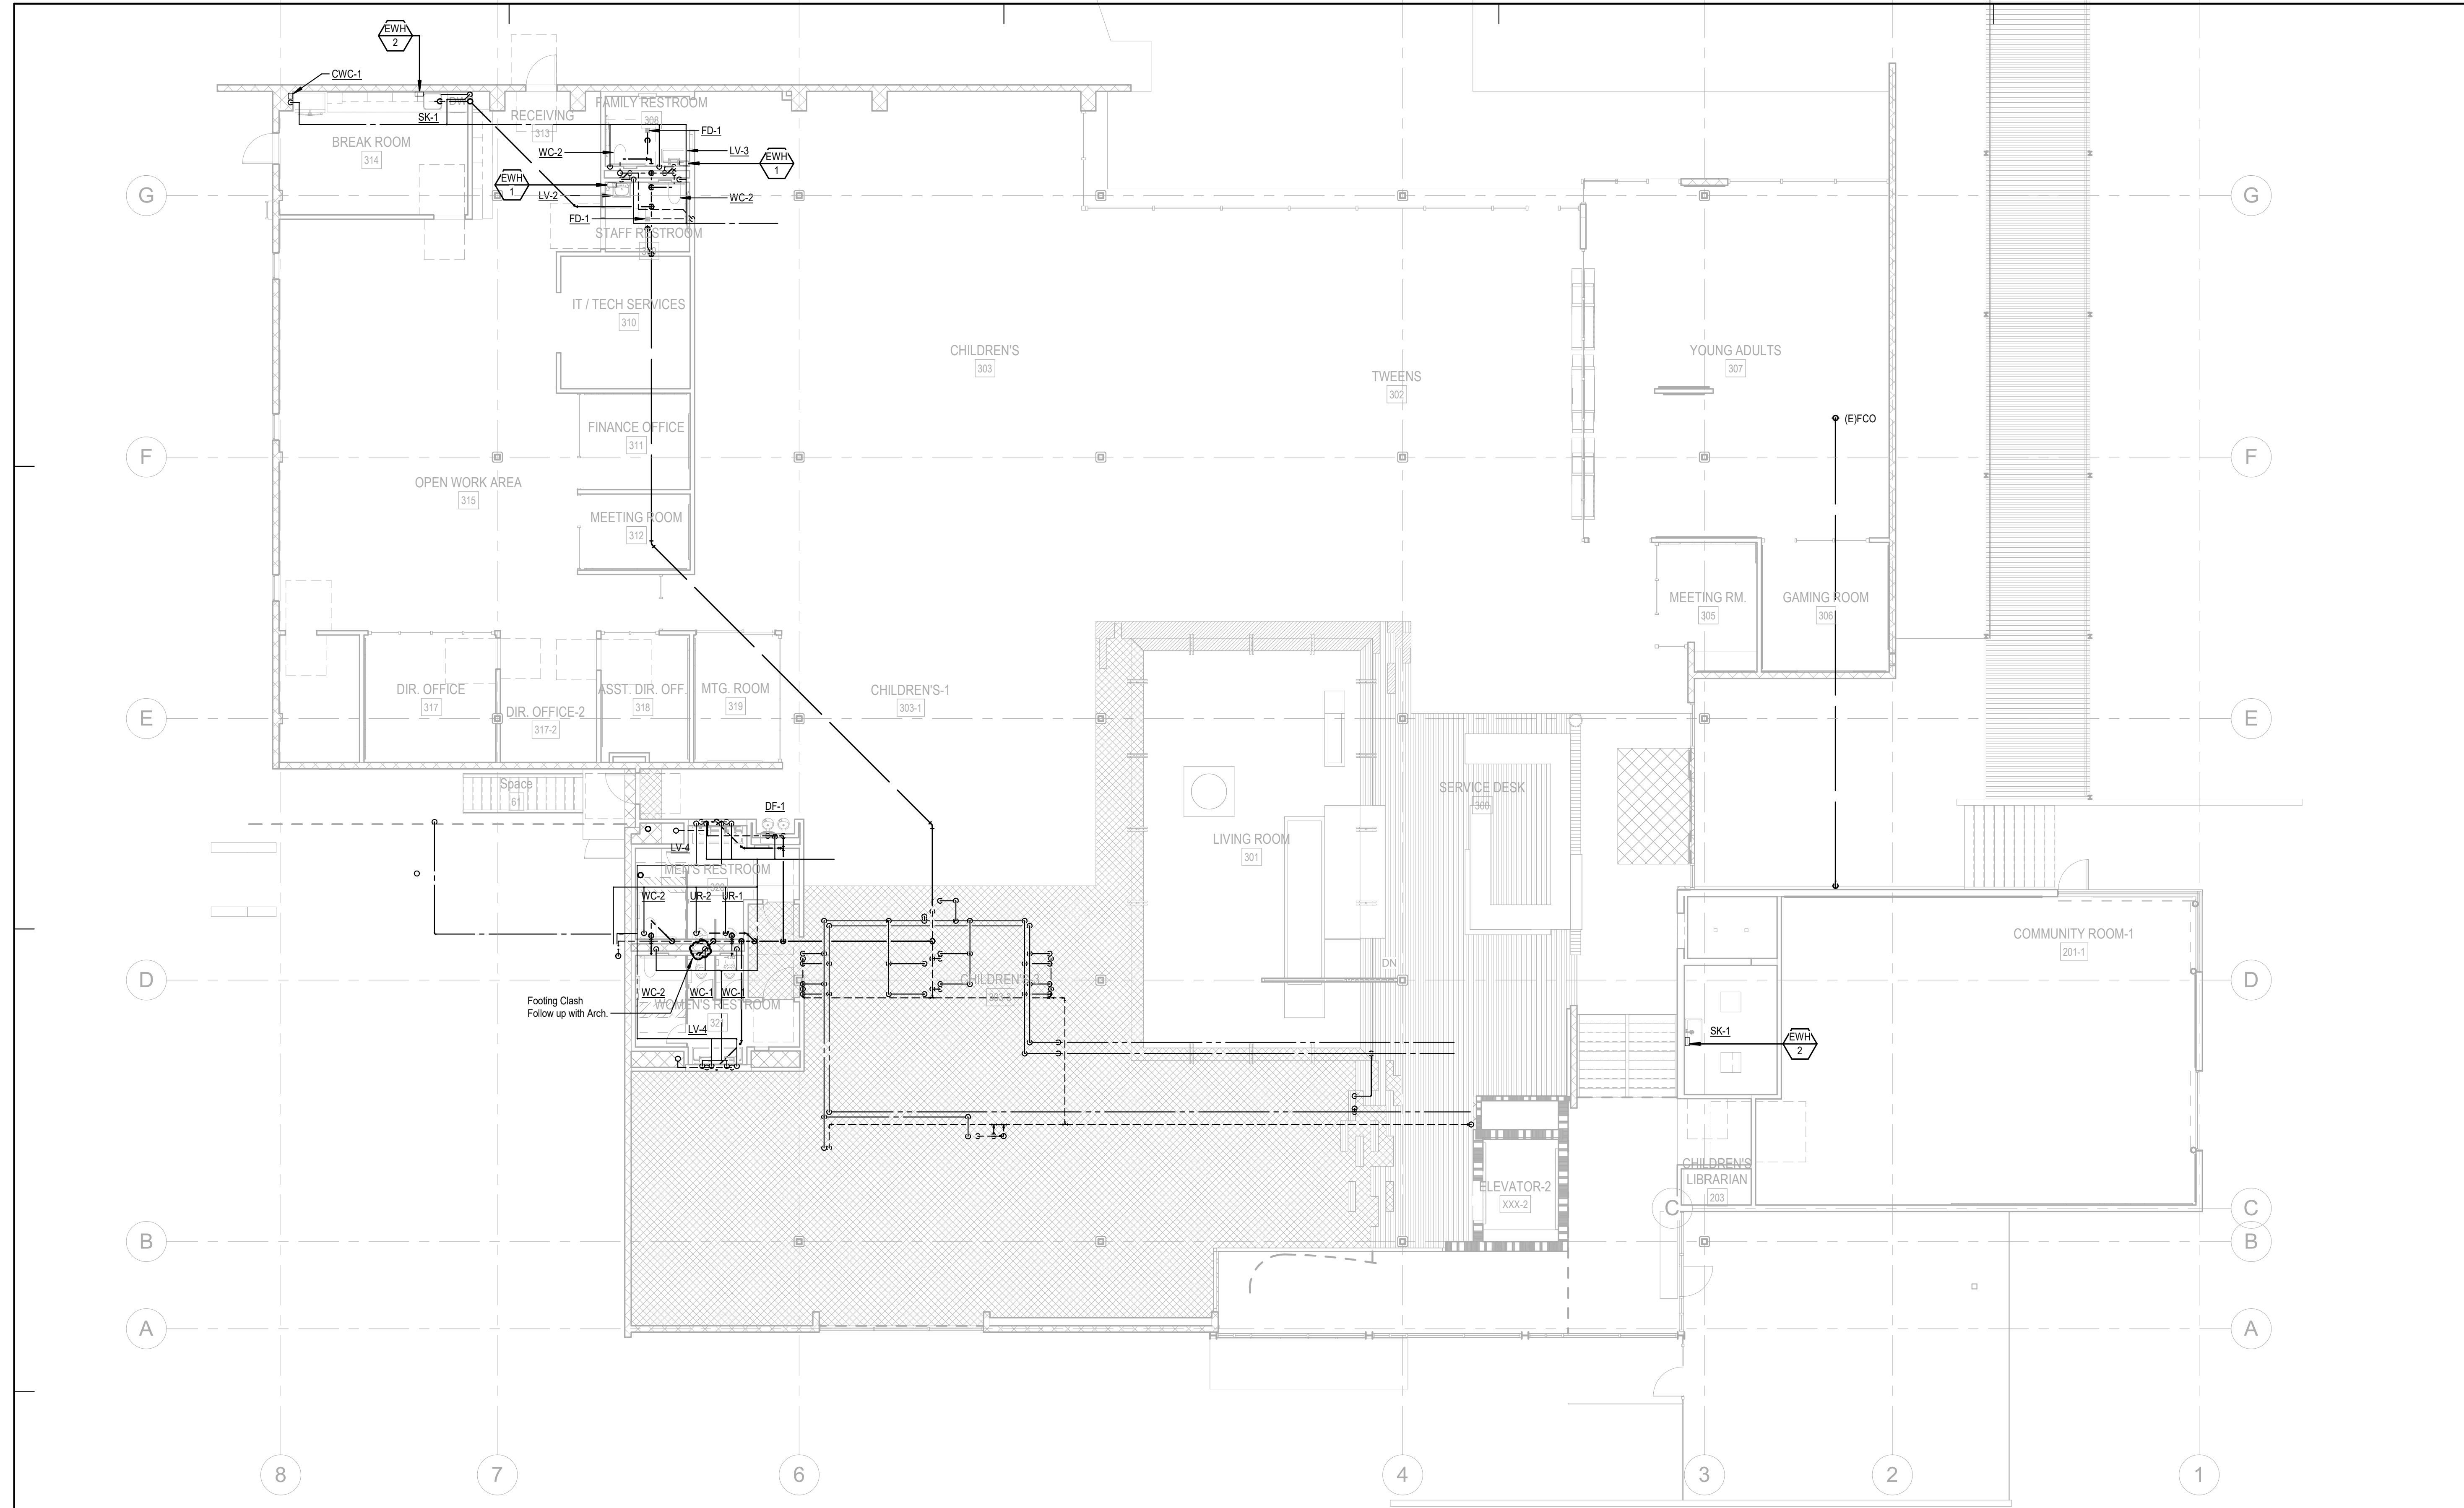 EWH
2
CWC-1
SK-1
DW
RECEIVING
313
FAMILY RESTROOM
308
FD-1
BREAK ROOM
314
WC-2
LV-3
EWH
1
EWH
1
LV-2
WC-2
FD-1
G
G
STAFF RESTROOM
IT / TECH SERVICES
310
CHILDREN'S
303
TWEENS
302
YOUNG ADULTS
307
(E)FCO
FINANCE OFFICE
311
F
F
OPEN WORK AREA
315
MEETING ROOM
312
MEETING RM.
305
GAMING ROOM
306
DIR. OFFICE
317
DIR. OFFICE-2
317-2
ASST. DIR. OFF.
318
MTG. ROOM
319
CHILDREN'S-1
303-1
E
E
Space
61
DF-1
SERVICE DESK
300
LIVING ROOM
301
LV-4
MEN'S RESTROOM
WC-2
UR-2
UR-1
COMMUNITY ROOM-1
201-1
D
D
DN
CHILDREN'S-3
303-3
WC-2
WC-1
WC-1
Footing Clash
Follow up with Arch.
WOMEN'S RESTROOM
321
LV-4
SK-1
EWH
2
CHILDREN'S
LIBRARIAN
203
ELEVATOR-2
XXX-2
C
C
B
B
A
A
8
7
6
4
3
2
1